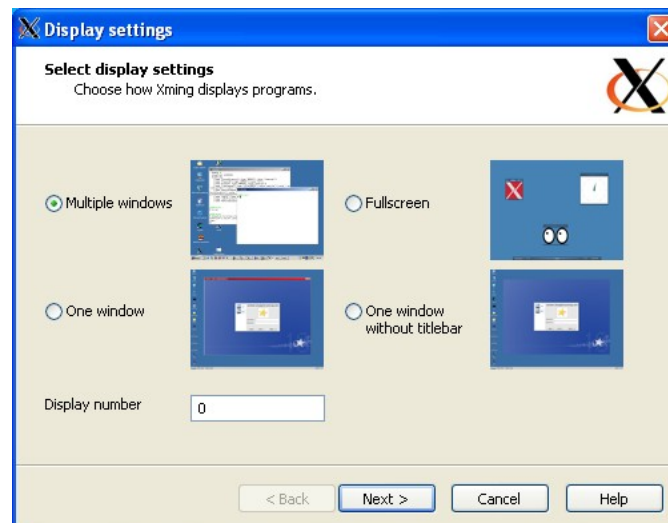 Display settings
Select display settings
Choose how Xming displays programs.
Multiple windows
Fullscreen
One window
One window
without titlebar
Display number
0
< Back
Next >
Cancel
Help